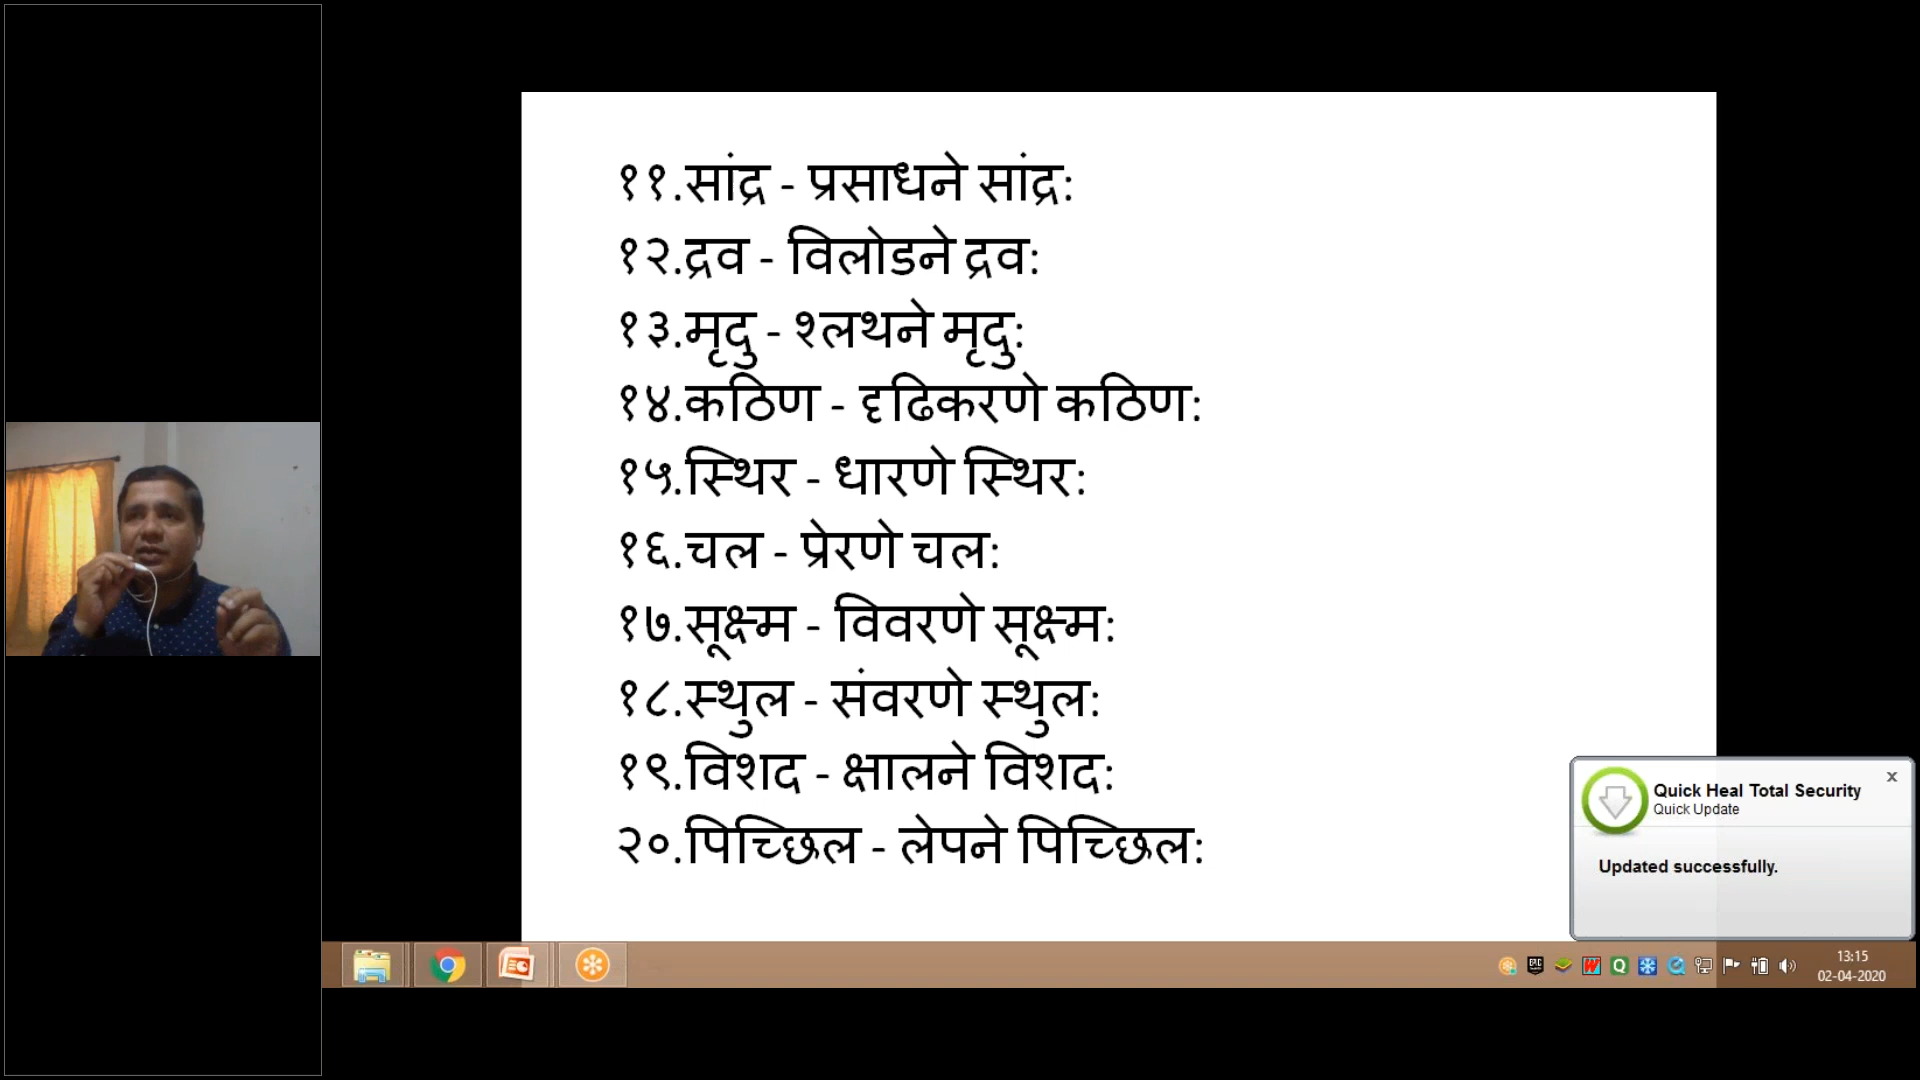 ११.सांद्र - प्रसाधने सांद्र:
१२.द्रव - विलोडने द्रव:
१३.मृदु - श्लथने मृदु:
१४.कठिण - दृढिकरणे कठिण:
१५.स्थिर - धारणे स्थिर:
१६.चल - प्रेरणे चल:
१७.सूक्ष्म - विवरणे सूक्ष्म:
१८.स्थुल - संवरणे स्थुल:
१९.विशद - क्षालने विशद:
२०.पिच्छिल - लेपने पिच्छिल:
Quick Heal Total Security
Quick Update
Updated successfully.
13:15
02-04-2020